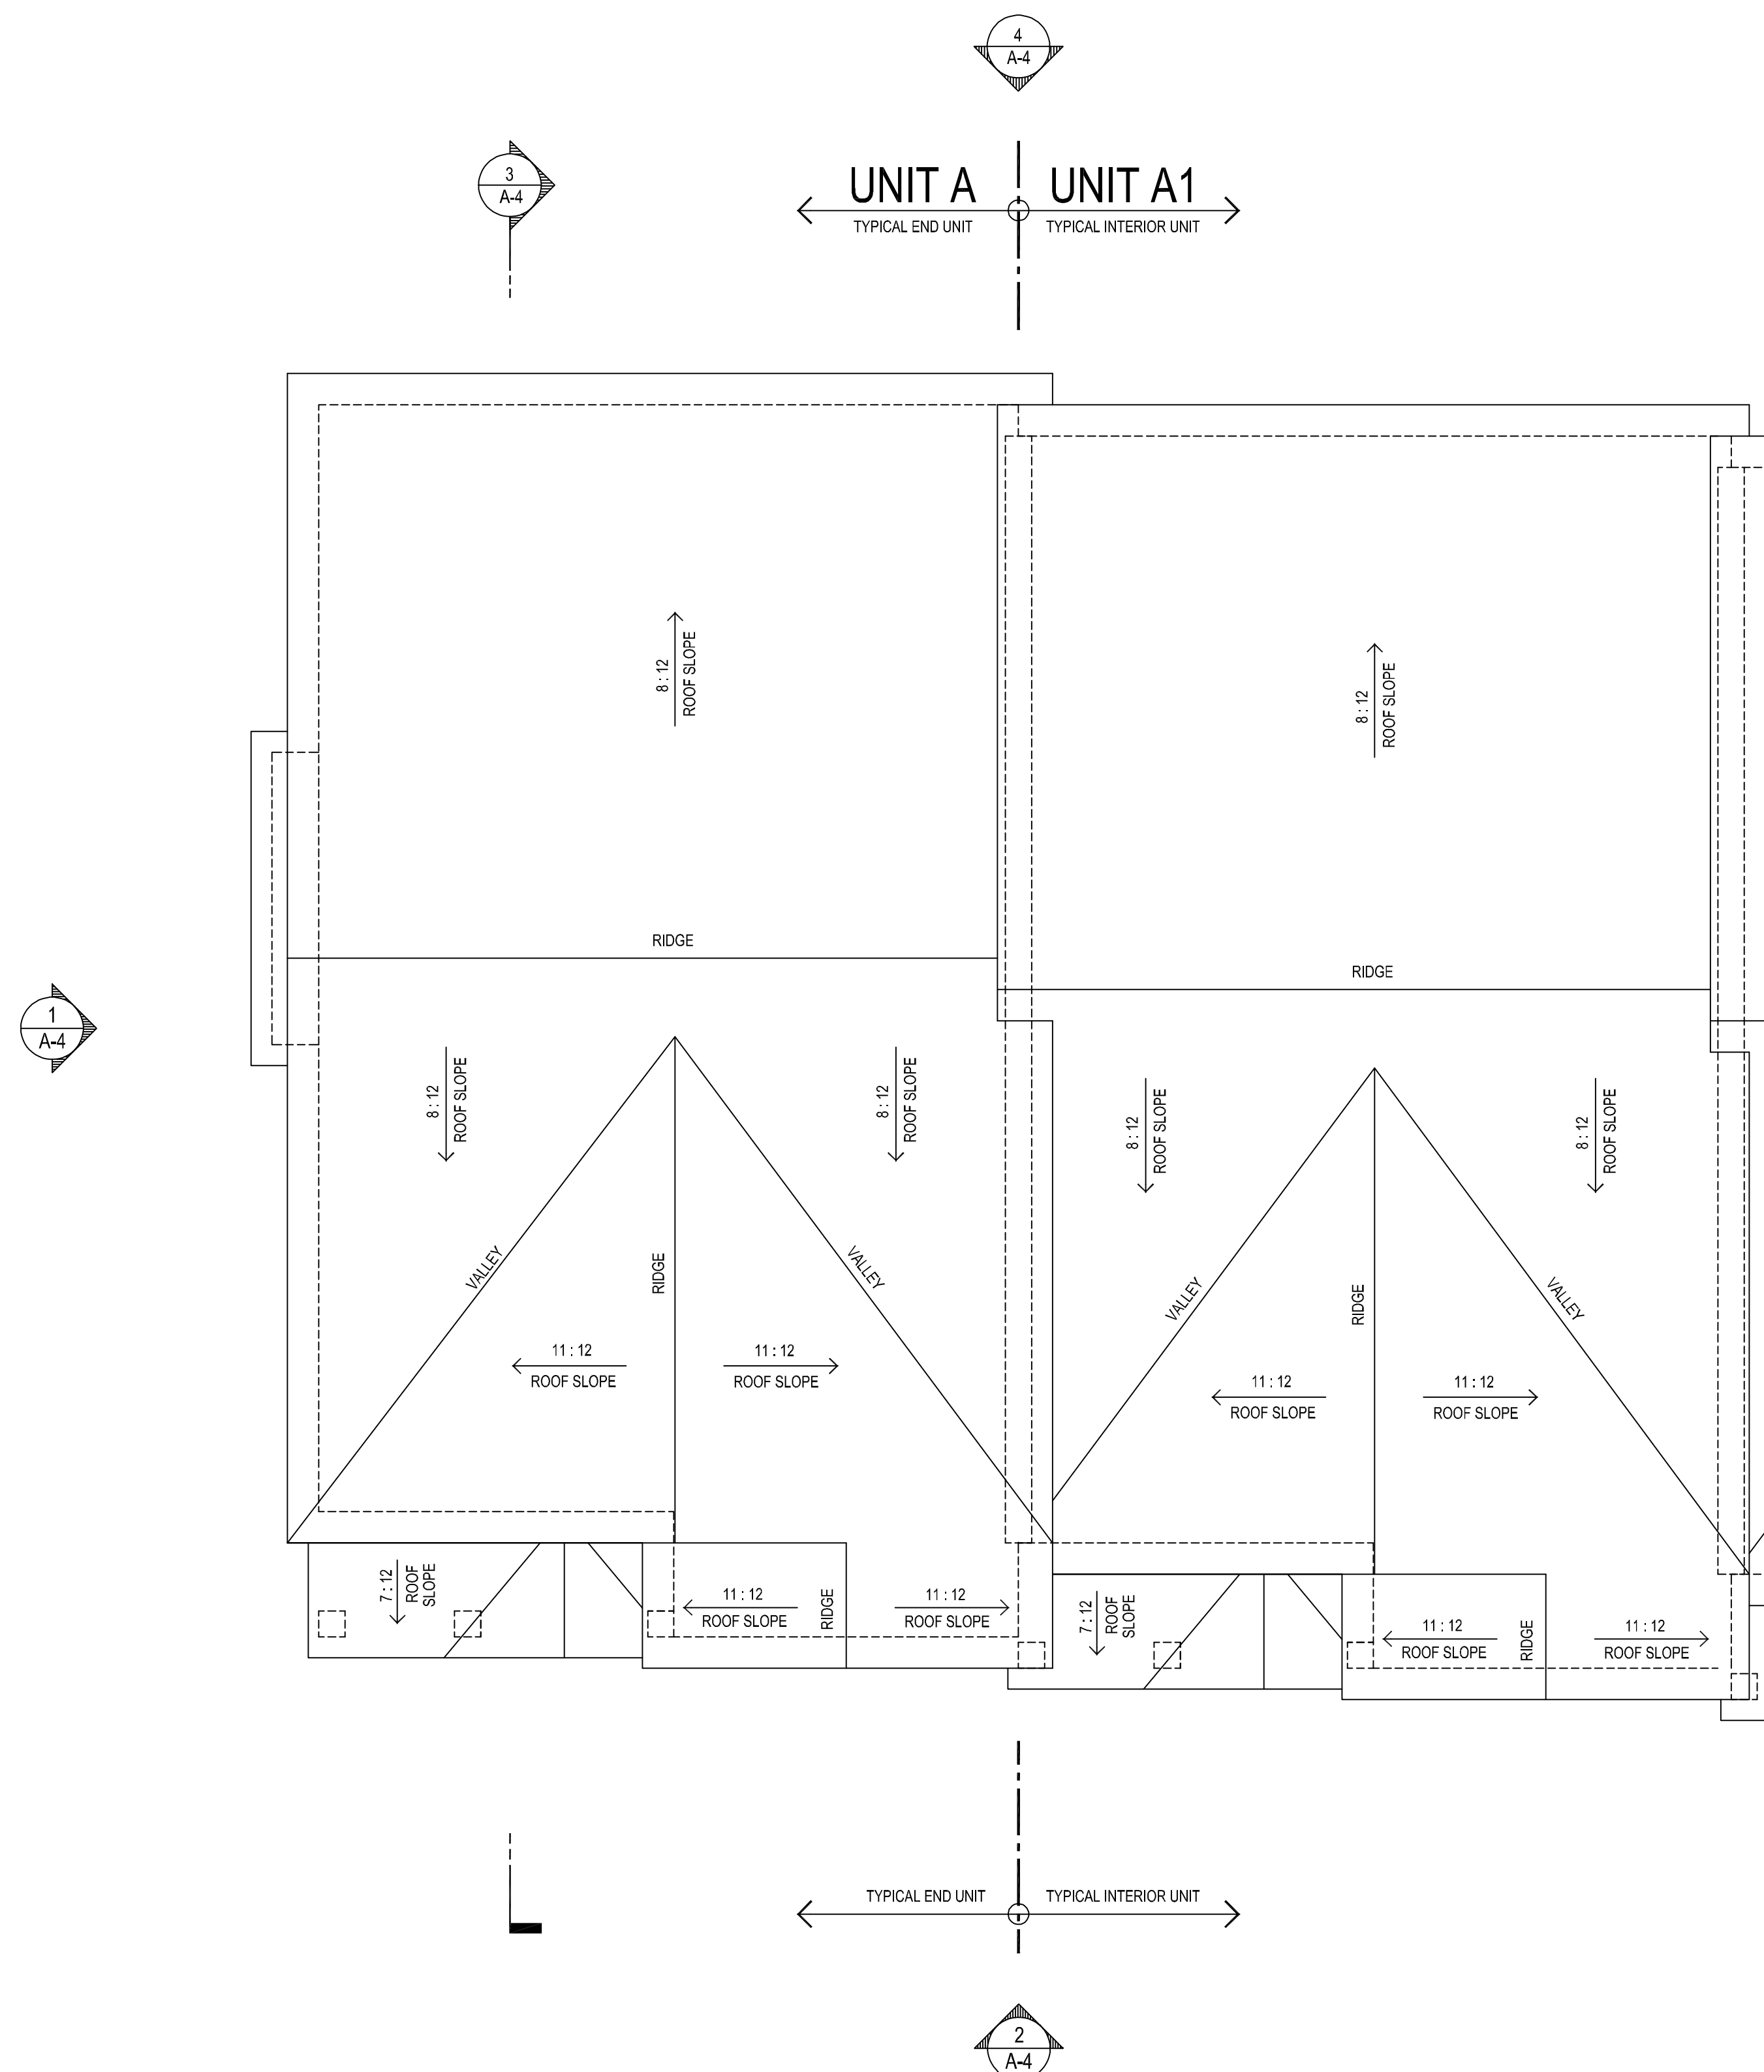 4
A-4
3
A-4
UNIT A
UNIT A1
TYPICAL END UNIT
TYPICAL INTERIOR UNIT
8 : 12
ROOF SLOPE
8 : 12
ROOF SLOPE
RIDGE
RIDGE
1
A-4
8 : 12
ROOF SLOPE
8 : 12
ROOF SLOPE
8 : 12
ROOF SLOPE
8 : 12
ROOF SLOPE
VALLEY
RIDGE
VALLEY
VALLEY
RIDGE
VALLEY
11 : 12
ROOF SLOPE
11 : 12
ROOF SLOPE
11 : 12
ROOF SLOPE
11 : 12
ROOF SLOPE
7 : 12
ROOF
SLOPE
11 : 12
ROOF SLOPE
RIDGE
11 : 12
ROOF SLOPE
7 : 12
ROOF
SLOPE
11 : 12
ROOF SLOPE
RIDGE
11 : 12
ROOF SLOPE
TYPICAL END UNIT
TYPICAL INTERIOR UNIT
2
A-4